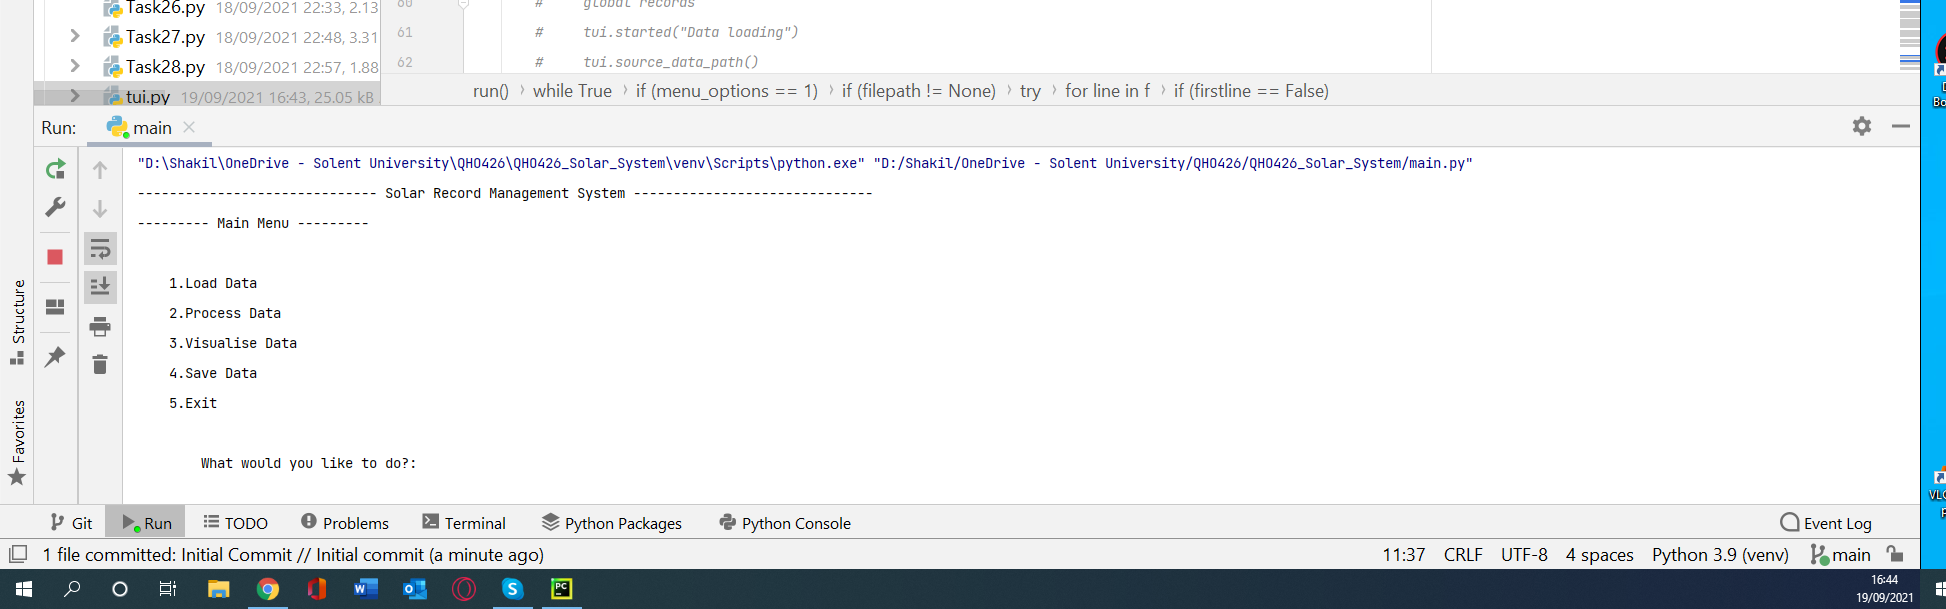 Task26.py 18/09/2021 22:33, 2.13
Task27.py 18/09/2021 22:48, 3.31
Task28.py 18/09/2021 22:57, 1.88
tui.py 19/09/2021 16:43, 25.05 kB
60 # global records
61 # tui.started("Data loading")
62 # tui.source_data_path()
run() › while True › if (menu_options == 1) › if (filepath != None) › try › for line in f › if (firstline == False)
Run: main
"D:\Shakil\OneDrive - Solent University\QHO426\QHO426_Solar_System\venv\Scripts\python.exe" "D:/Shakil/OneDrive - Solent University/QHO426/QHO426_Solar_System/main.py"
------------------------------ Solar Record Management System ------------------------------
--------- Main Menu ---------
1.Load Data
2.Process Data
3.Visualise Data
4.Save Data
5.Exit
What would you like to do?:
Structure
Favorites
Git Run TODO Problems Terminal Python Packages Python Console Event Log
1 file committed: Initial Commit // Initial commit (a minute ago) 11:37 CRLF UTF-8 4 spaces Python 3.9 (venv) main
16:44
19/09/2021